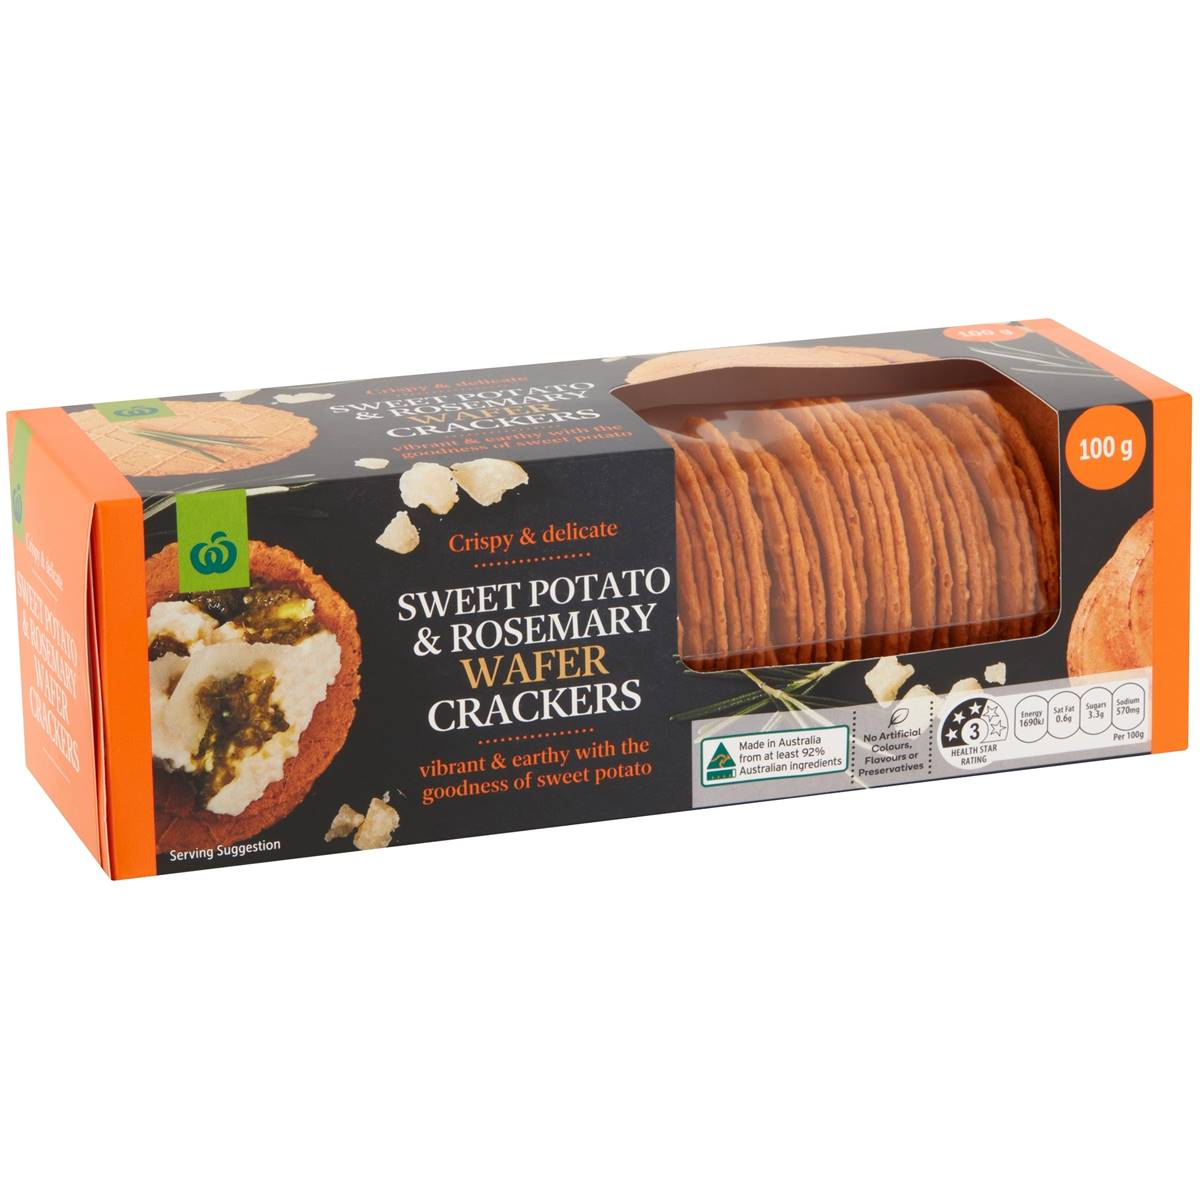 100 g
Crispy & delicate
SWEET POTATO
& ROSEMARY
WAFER
CRACKERS
vibrant & earthy with the
goodness of sweet potato
Crispy & delicate
SWEET POTATO
& ROSEMARY
WAFER
CRACKERS
100 g
Crispy & delicate
SWEET POTATO
& ROSEMARY
WAFER
CRACKERS
vibrant & earthy with the
goodness of sweet potato
Serving Suggestion
Made in Australia
from at least 92%
Australian ingredients
No Artificial
Colours,
Flavours or
Preservatives
3
HEALTH STAR
RATING
Energy
1690kJ
Sat Fat
0.6g
Sugars
3.3g
Sodium
570mg
Per 100g